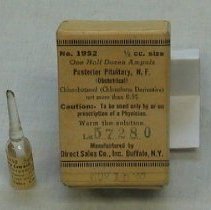 No. 1952 ½ cc. size
One Half Dozen Ampuls
Posterior Pituitary, N. F.
(Obstetrical)
Chlorobutanol (Chloroform Derivative)
not more than 0.5%
Caution: To be used only by or on
prescription of a Physician.
Warm the solution.
57280
Manufactured by
Direct Sales Co., Inc. Buffalo, N.Y.